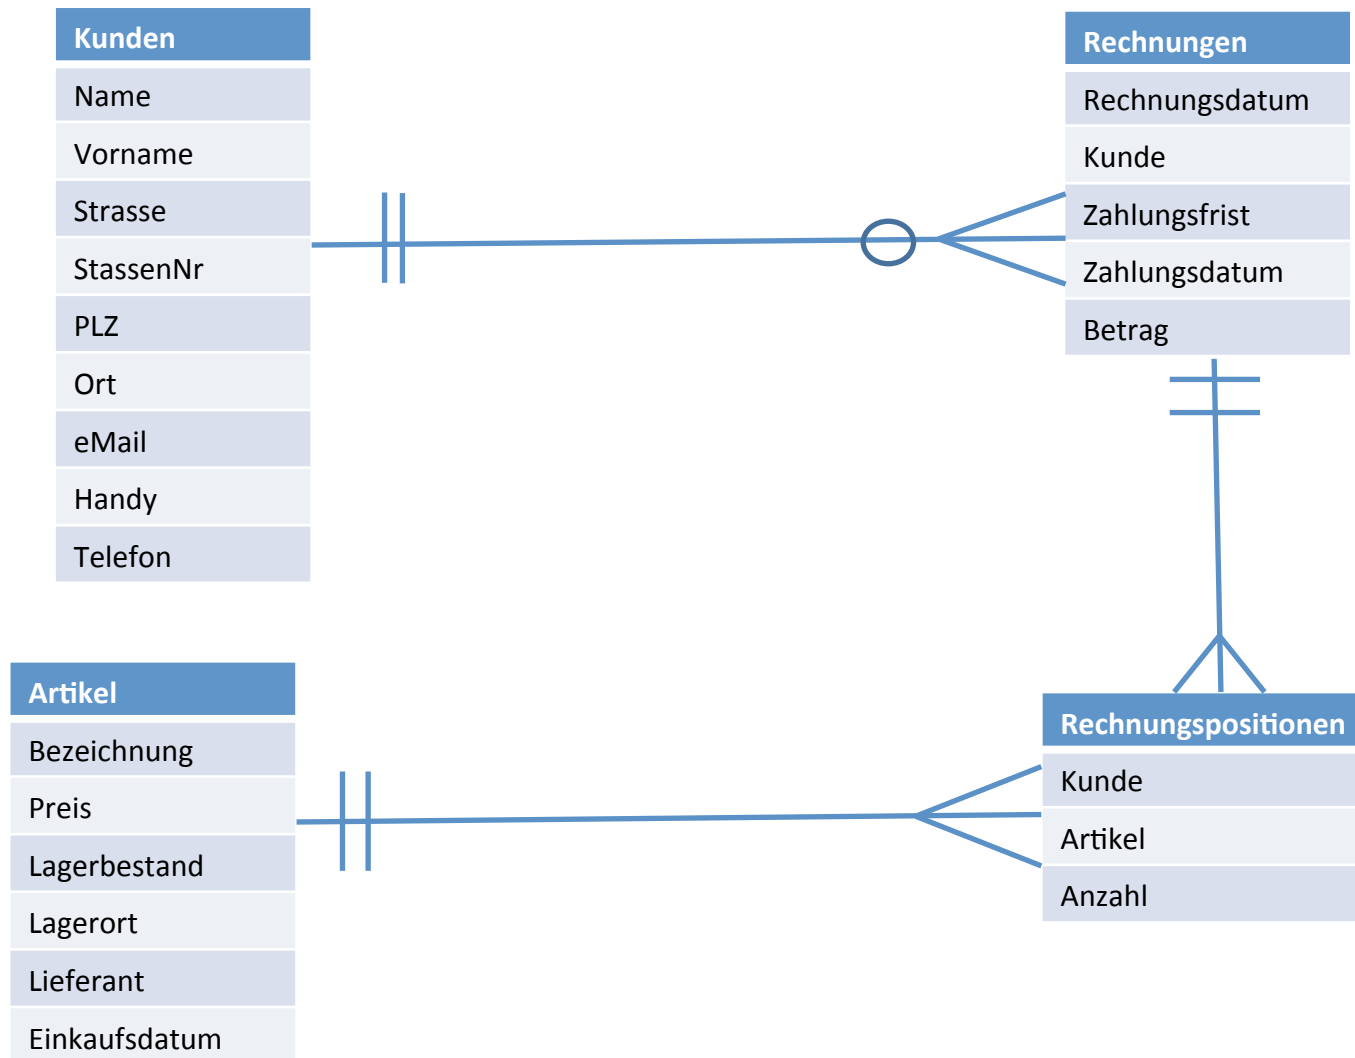 Kunden
Name
Vorname
Strasse
StassenNr
PLZ
Ort
eMail
Handy
Telefon
Rechnungen
Rechnungsdatum
Kunde
Zahlungsfrist
Zahlungsdatum
Betrag
Artikel
Bezeichnung
Preis
Lagerbestand
Lagerort
Lieferant
Einkaufsdatum
Rechnungspositionen
Kunde
Artikel
Anzahl